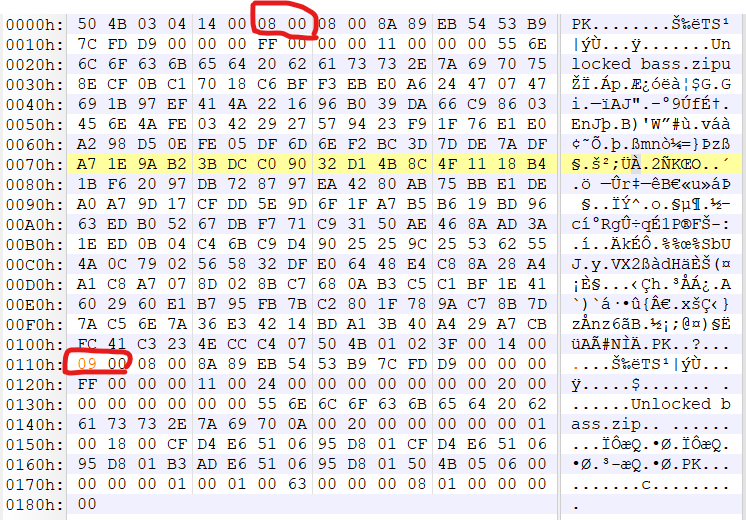 0000h: 50 4B 03 04 14 00 08 00 08 00 8A 89 EB 54 53 B9 PK........Š‰ëTS¹
0010h: 7C FD D9 00 00 00 FF 00 00 00 11 00 00 00 55 6E |ýÙ...ÿ........Un
0020h: 6C 6F 63 6B 65 64 20 62 61 73 73 2E 7A 69 70 75 locked bass.zipu
0030h: 8E CF 0B C1 70 18 C6 BF F3 EB E0 A6 24 47 07 47 ŽÏ.Áp.Æ¿óëà¦$G.G
0040h: 69 1B 97 EF 41 4A 22 16 96 B0 39 DA 66 C9 86 03 i.—ïAJ".–°9ÚfÉ†.
0050h: 45 6E 4A FE 03 42 29 27 57 94 23 F9 1F 76 E1 E0 EnJþ.B)'W”#ù.váà
0060h: A2 98 D5 0E FE 05 DF 6D 6E F2 BC 3D 7D DE 7A DF ¢˜Õ.þ.ßmnò¼=}Þzß
0070h: A7 1E 9A B2 3B DC C0 90 32 D1 4B 8C 4F 11 18 B4 §.š²;ÜÀ.2ÑKŒO..´
0080h: 1B F6 20 97 DB 72 87 97 EA 42 80 AB 75 BB E1 DE .ö —Ûr‡—êB€«u»áÞ
0090h: A0 A7 9D 17 CF DD 5E 9D 6F 1F A7 B5 B6 19 BD 96 §..ÏÝ^.o.§µ¶.½–
00A0h: 63 ED B0 52 67 DB F7 71 C9 31 50 AE 46 8A AD 3A cí°RgÛ÷qÉ1P®FŠ-:
00B0h: 1E ED 0B 04 C4 6B C9 D4 90 25 25 9C 25 53 62 55 .í..ÄkÉÔ.%%œ%SbU
00C0h: 4A 0C 79 02 56 58 32 DF E0 64 48 E4 C8 8A 28 A4 J.y.VX2ßàdHäÈŠ(¤
00D0h: A1 C8 A7 07 8D 02 8B C7 68 0A B3 C5 C1 BF 1E 41 ¡È§...‹Çh.³ÅÁ¿.A
00E0h: 60 29 60 E1 B7 95 FB 7B C2 80 1F 78 9A C7 8B 7D `)`á·•û{Â€.xšÇ‹}
00F0h: 7A C5 6E 7A 36 E3 42 14 BD A1 3B 40 A4 29 A7 CB zÅnz6ãB.½¡;@¤)§Ë
0100h: FC 41 C3 23 4E CC C4 07 50 4B 01 02 3F 00 14 00 üAÃ#NÌÄ.PK..?...
0110h: 09 00 08 00 8A 89 EB 54 53 B9 7C FD D9 00 00 00 ....Š‰ëTS¹|ýÙ...
0120h: FF 00 00 00 11 00 24 00 00 00 00 00 00 00 20 00 ÿ.....$....... .
0130h: 00 00 00 00 00 00 55 6E 6C 6F 63 6B 65 64 20 62 ......Unlocked b
0140h: 61 73 73 2E 7A 69 70 0A 00 20 00 00 00 00 00 01 ass.zip.. ......
0150h: 00 18 00 CF D4 E6 51 06 95 D8 01 CF D4 E6 51 06 ...ÏÔæQ.•Ø.ÏÔæQ.
0160h: 95 D8 01 B3 AD E6 51 06 95 D8 01 50 4B 05 06 00 •Ø.³-æQ.•Ø.PK...
0170h: 00 00 00 01 00 01 00 63 00 00 00 08 01 00 00 00 .......c........
0180h: 00 .